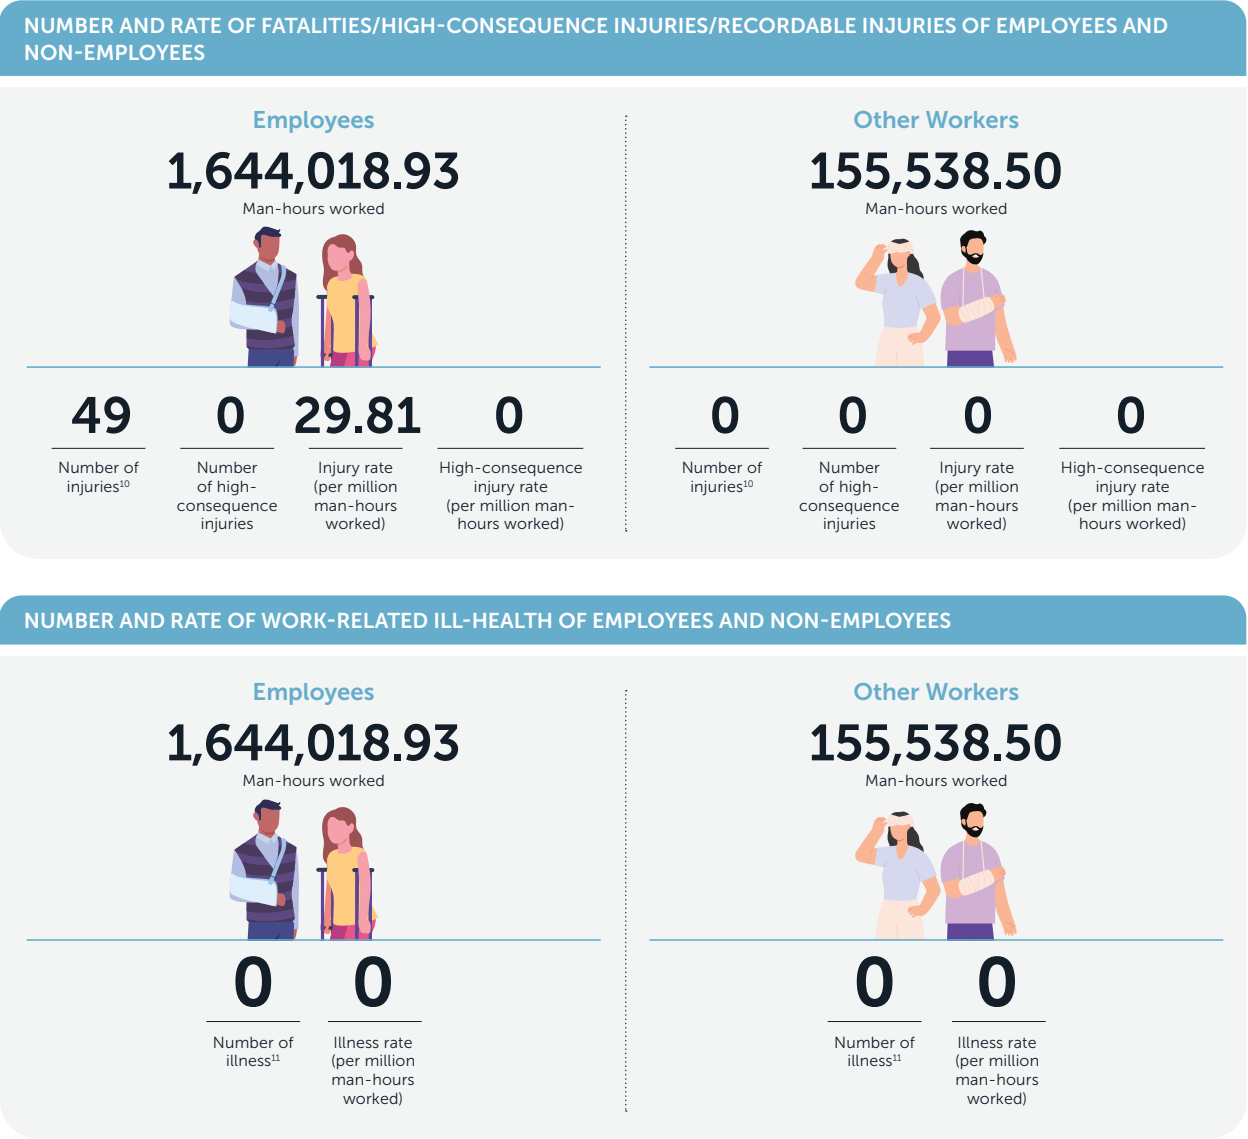 NUMBER AND RATE OF FATALITIES/HIGH-CONSEQUENCE INJURIES/RECORDABLE INJURIES OF EMPLOYEES AND
NON-EMPLOYEES
Employees
1,644,018.93
Man-hours worked
49
Number of
injuries¹⁰
0
Number
of high-
consequence
injuries
29.81
Injury rate
(per million
man-hours
worked)
0
High-consequence
injury rate
(per million man-
hours worked)
Other Workers
155,538.50
Man-hours worked
0
Number of
injuries¹⁰
0
Number
of high-
consequence
injuries
0
Injury rate
(per million
man-hours
worked)
0
High-consequence
injury rate
(per million man-
hours worked)
NUMBER AND RATE OF WORK-RELATED ILL-HEALTH OF EMPLOYEES AND NON-EMPLOYEES
Employees
1,644,018.93
Man-hours worked
0
Number of
illness¹¹
0
Illness rate
(per million
man-hours
worked)
Other Workers
155,538.50
Man-hours worked
0
Number of
illness¹¹
0
Illness rate
(per million
man-hours
worked)